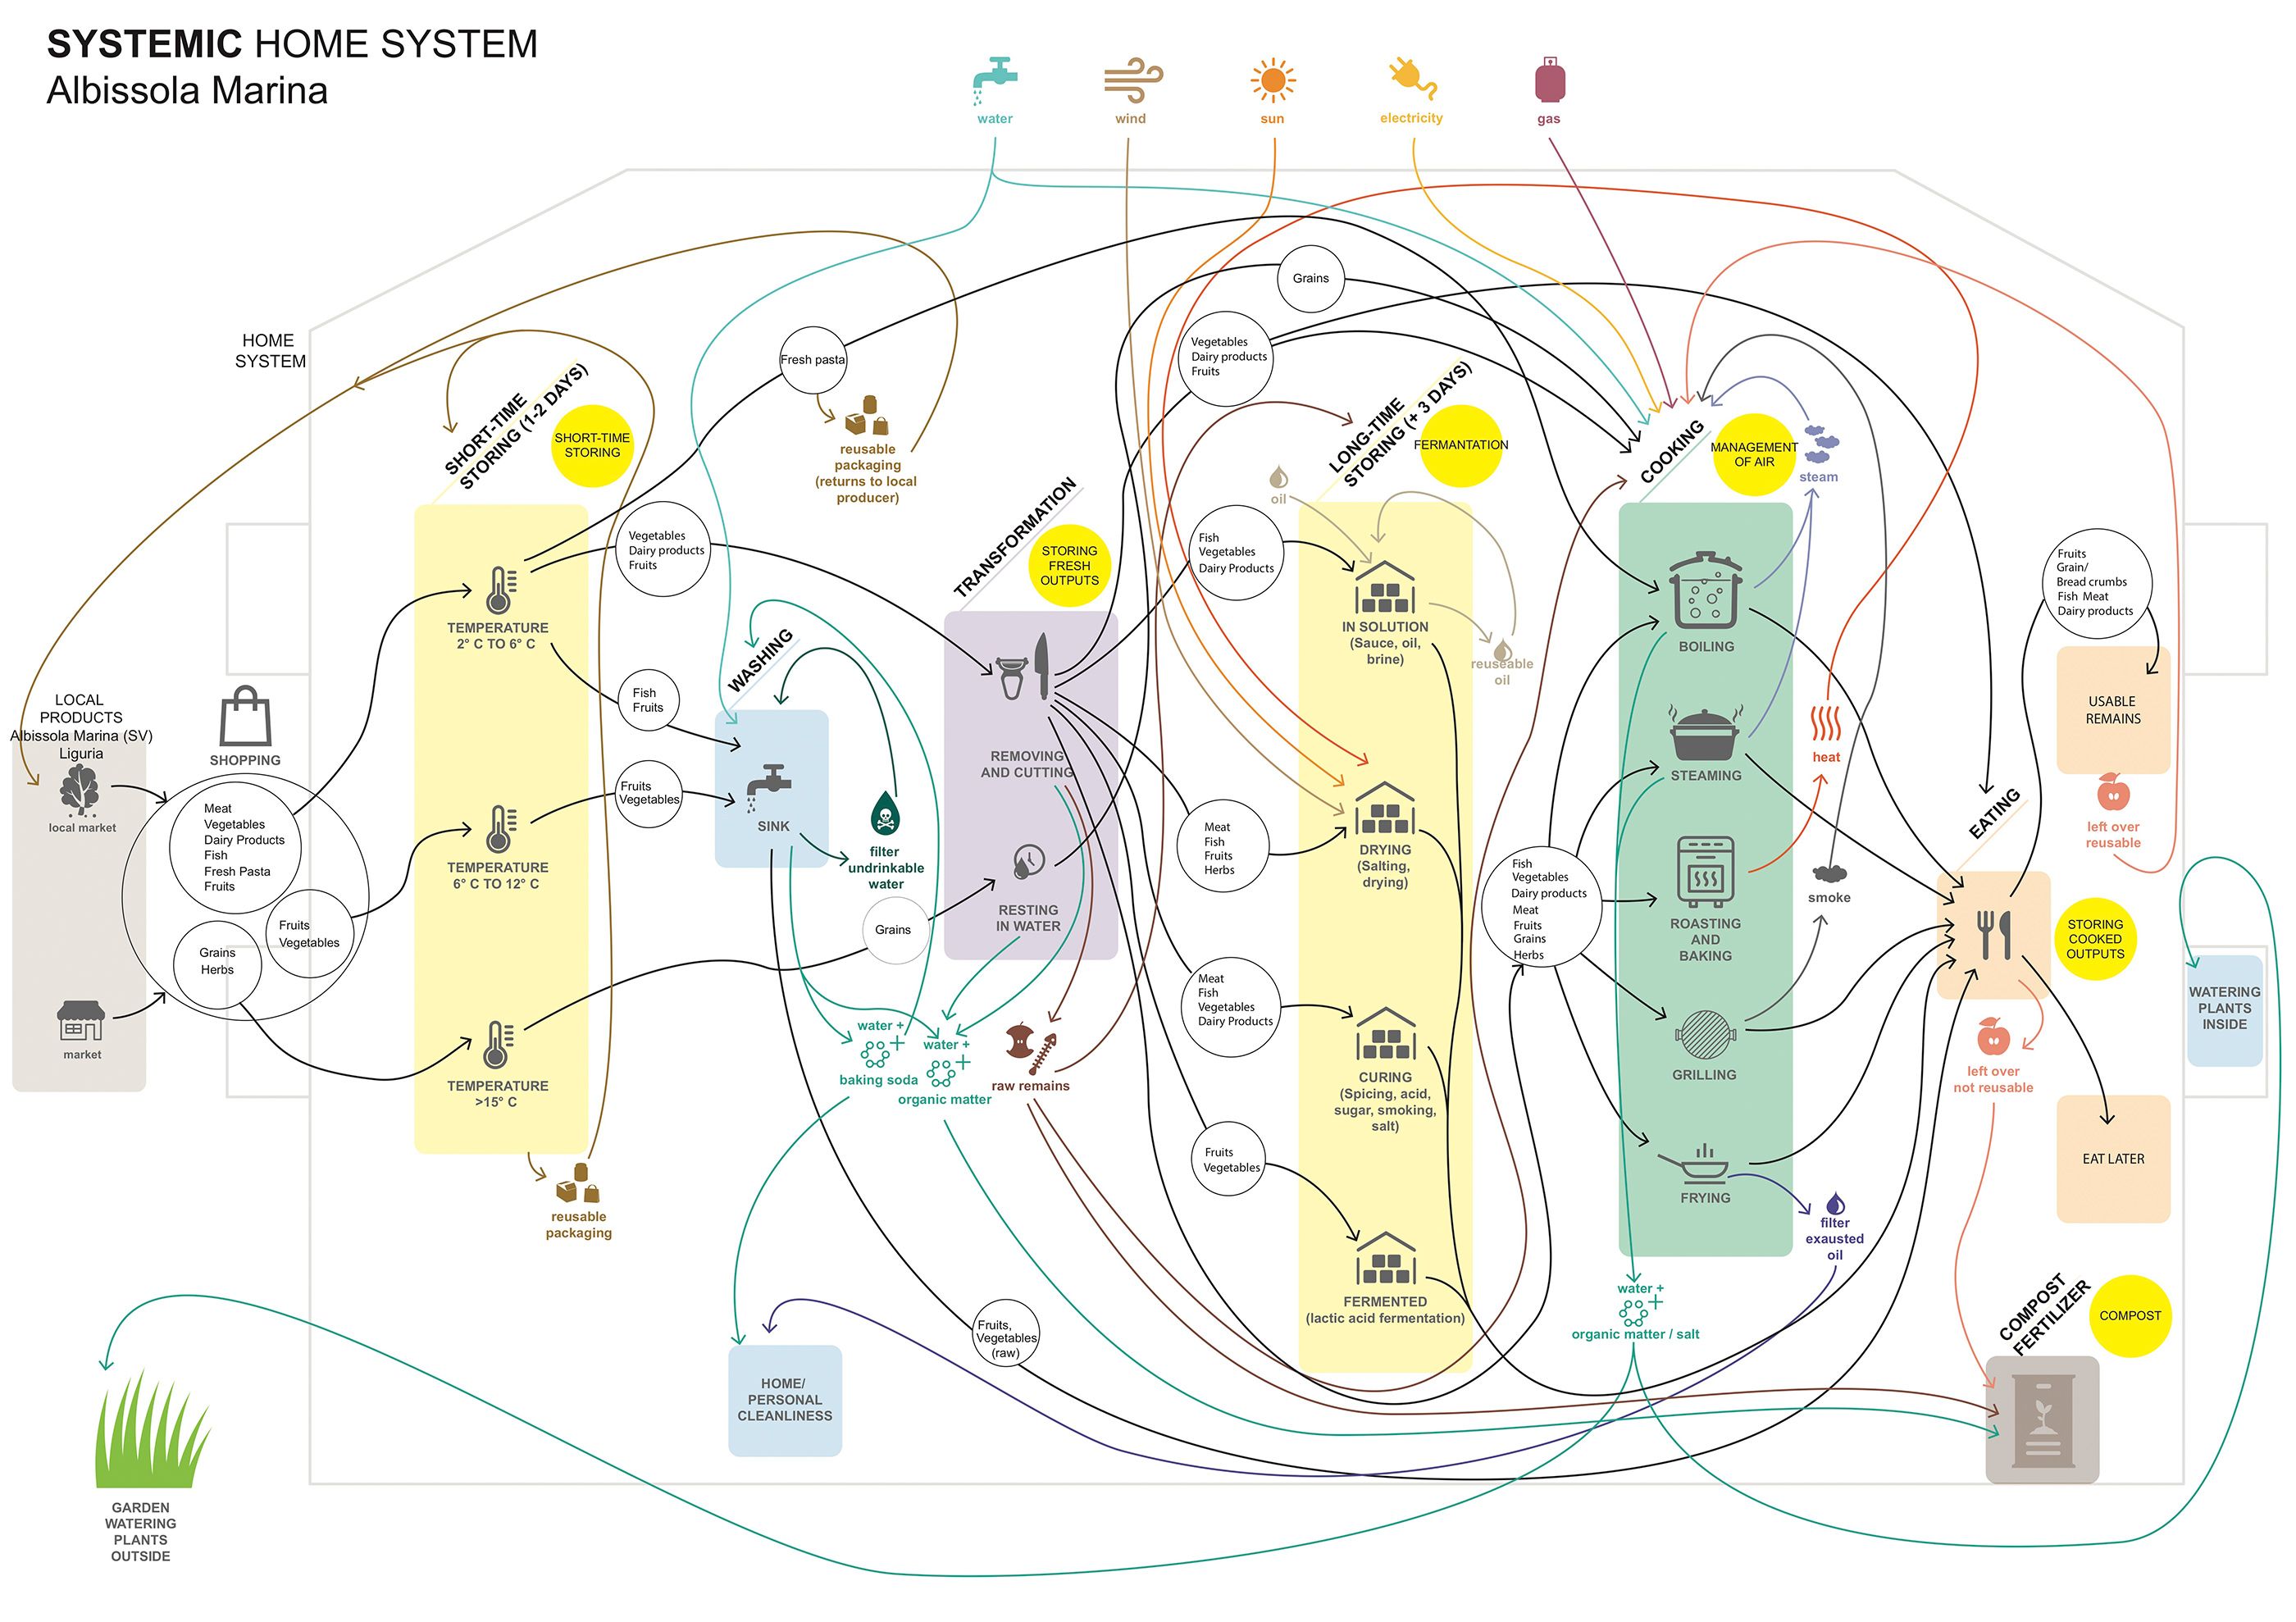 SYSTEMIC HOME SYSTEM
Albissola Marina
water
wind
sun
electricity
gas
HOME
SYSTEM
LOCAL
PRODUCTS
Albissola Marina (SV)
Liguria
local market
market
SHOPPING
Meat
Vegetables
Dairy Products
Fish
Fresh Pasta
Fruits
Fruits
Vegetables
Grains
Herbs
SHORT-TIME
STORING (1-2 DAYS)
SHORT-TIME
STORING
TEMPERATURE
2° C TO 6° C
TEMPERATURE
6° C TO 12° C
TEMPERATURE
>15° C
reusable
packaging
Fresh pasta
reusable
packaging
(returns to local
producer)
Vegetables
Dairy products
Fruits
Fish
Fruits
Fruits
Vegetables
WASHING
SINK
filter
undrinkable
water
Grains
water +
baking soda
water +
organic matter
raw remains
TRANSFORMATION
STORING
FRESH
OUTPUTS
REMOVING
AND CUTTING
RESTING
IN WATER
Grains
Vegetables
Dairy products
Fruits
Fish
Vegetables
Dairy Products
Meat
Fish
Fruits
Herbs
Meat
Fish
Vegetables
Dairy Products
Fruits
Vegetables
Fruits,
Vegetables
(raw)
HOME/
PERSONAL
CLEANLINESS
LONG-TIME
STORING (+ 3 DAYS)
FERMANTATION
oil
IN SOLUTION
(Sauce, oil,
brine)
reuseable
oil
DRYING
(Salting,
drying)
CURING
(Spicing, acid,
sugar, smoking,
salt)
FERMENTED
(lactic acid fermentation)
Fish
Vegetables
Dairy products
Meat
Fruits
Grains
Herbs
COOKING
MANAGEMENT
OF AIR
steam
BOILING
STEAMING
heat
ROASTING
AND
BAKING
smoke
GRILLING
FRYING
filter
exausted
oil
water +
organic matter / salt
EATING
STORING
COOKED
OUTPUTS
Fruits
Grain/
Bread crumbs
Fish Meat
Dairy products
USABLE
REMAINS
left over
reusable
left over
not reusable
EAT LATER
WATERING
PLANTS
INSIDE
COMPOST
FERTILIZER
COMPOST
GARDEN
WATERING
PLANTS
OUTSIDE